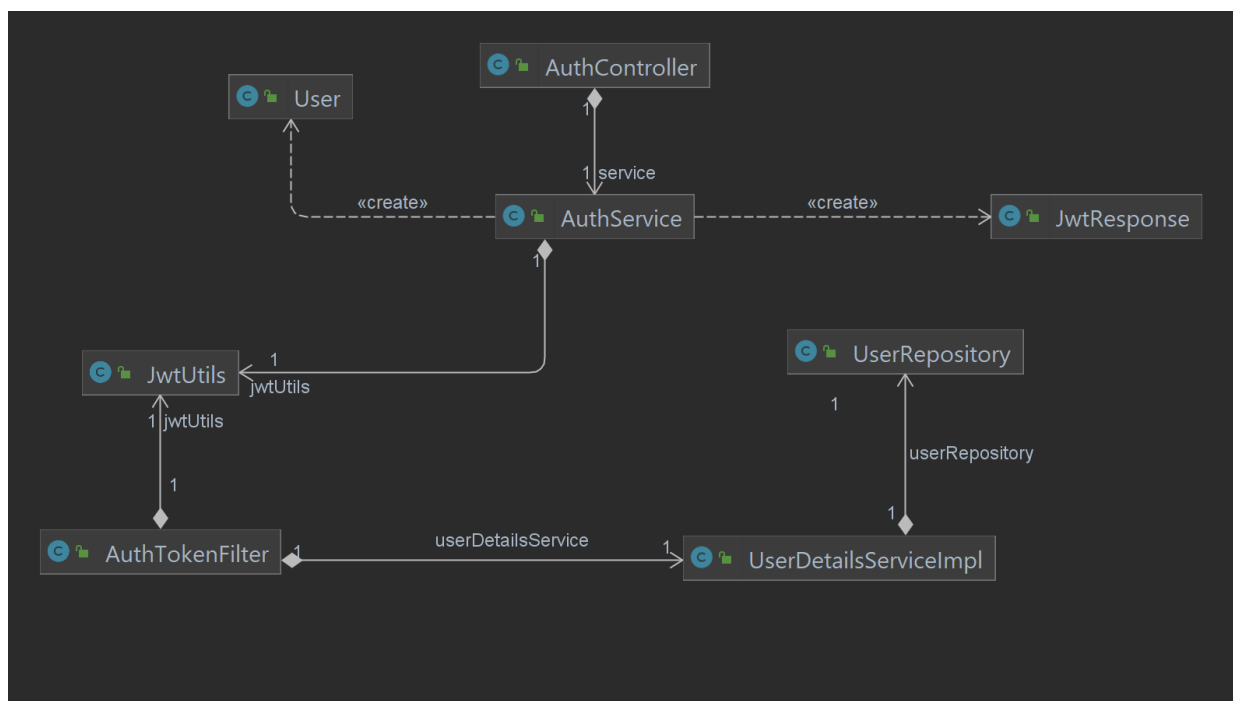 C AuthController
C User
1
1 service
«create»
«create»
C AuthService
C JwtResponse
1
C UserRepository
1
C JwtUtils
jwtUtils
1
1 jwtUtils
userRepository
1
1
userDetailsService
1
1
C AuthTokenFilter
C UserDetailsServiceImpl